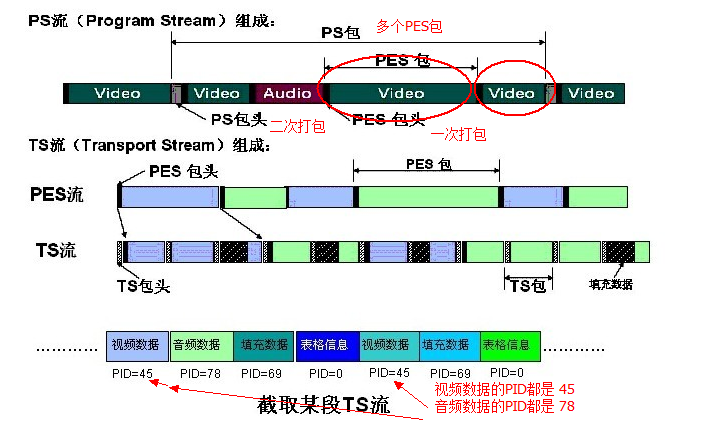 PS流（Program Stream）组成：
多个PES包
PS包
PES 包
Video
Video
Audio
Video
Video
Video
PS包头
二次打包
PES 包头
一次打包
TS流（Transport Stream）组成：
PES 包头
PES 包
PES流
TS流
TS包头
TS包
填充数据
………… 视频数据 音频数据 填充数据 表格信息 视频数据 填充数据 表格信息 …………
PID=45 PID=78 PID=69 PID=0 PID=45 PID=69 PID=0
截取某段TS流
视频数据的PID都是 45
音频数据的PID都是 78